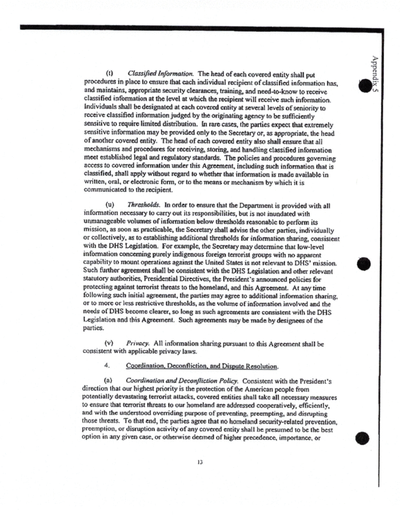 Appendix 5
(t) Classified Information. The head of each covered entity shall put
procedures in place to ensure that each individual recipient of classified information has,
and maintains, appropriate security clearances, training, and need-to-know to receive
classified information at the level at which the recipient will receive such information.
Individuals shall be designated at each covered entity at several levels of seniority to
receive classified information judged by the originating agency to be sufficiently
sensitive to require limited distribution. In rare cases, the parties expect that extremely
sensitive information may be provided only to the Secretary or, as appropriate, the head
of another covered entity. The head of each covered entity also shall ensure that all
mechanisms and procedures for receiving, storing, and handling classified information
meet established legal and regulatory standards. The policies and procedures governing
access to covered information under this Agreement, including such information that is
classified, shall apply without regard to whether that information is made available in
written, oral, or electronic form, or to the means or mechanism by which it is
communicated to the recipient.
(u) Thresholds. In order to ensure that the Department is provided with all
information necessary to carry out its responsibilities, but is not inundated with
unmanageable volumes of information below thresholds reasonable to perform its
mission, as soon as practicable, the Secretary shall advise the other parties, individually
or collectively, as to establishing additional thresholds for information sharing, consistent
with the DHS Legislation. For example, the Secretary may determine that low-level
information concerning purely indigenous foreign terrorist groups with no apparent
capability to mount operations against the United States is not relevant to DHS' mission.
Such further agreement shall be consistent with the DHS Legislation and other relevant
statutory authorities, Presidential Directives, the President's announced policies for
protecting against terrorist threats to the homeland, and this Agreement. At any time
following such initial agreement, the parties may agree to additional information sharing,
or to more or less restrictive thresholds, as the volume of information involved and the
needs of DHS become clearer, so long as such agreements are consistent with the DHS
Legislation and this Agreement. Such agreements may be made by designees of the
parties.
(v) Privacy. All information sharing pursuant to this Agreement shall be
consistent with applicable privacy laws.
4. Coordination, Deconfliction, and Dispute Resolution.
(a) Coordination and Deconfliction Policy. Consistent with the President's
direction that our highest priority is the protection of the American people from
potentially devastating terrorist attacks, covered entities shall take all necessary measures
to ensure that terrorist threats to our homeland are addressed cooperatively, efficiently,
and with the understood overriding purpose of preventing, preempting, and disrupting
those threats. To that end, the parties agree that no homeland security-related prevention,
preemption, or disruption activity of any covered entity shall be presumed to be the best
option in any given case, or otherwise deemed of higher precedence, importance, or
13